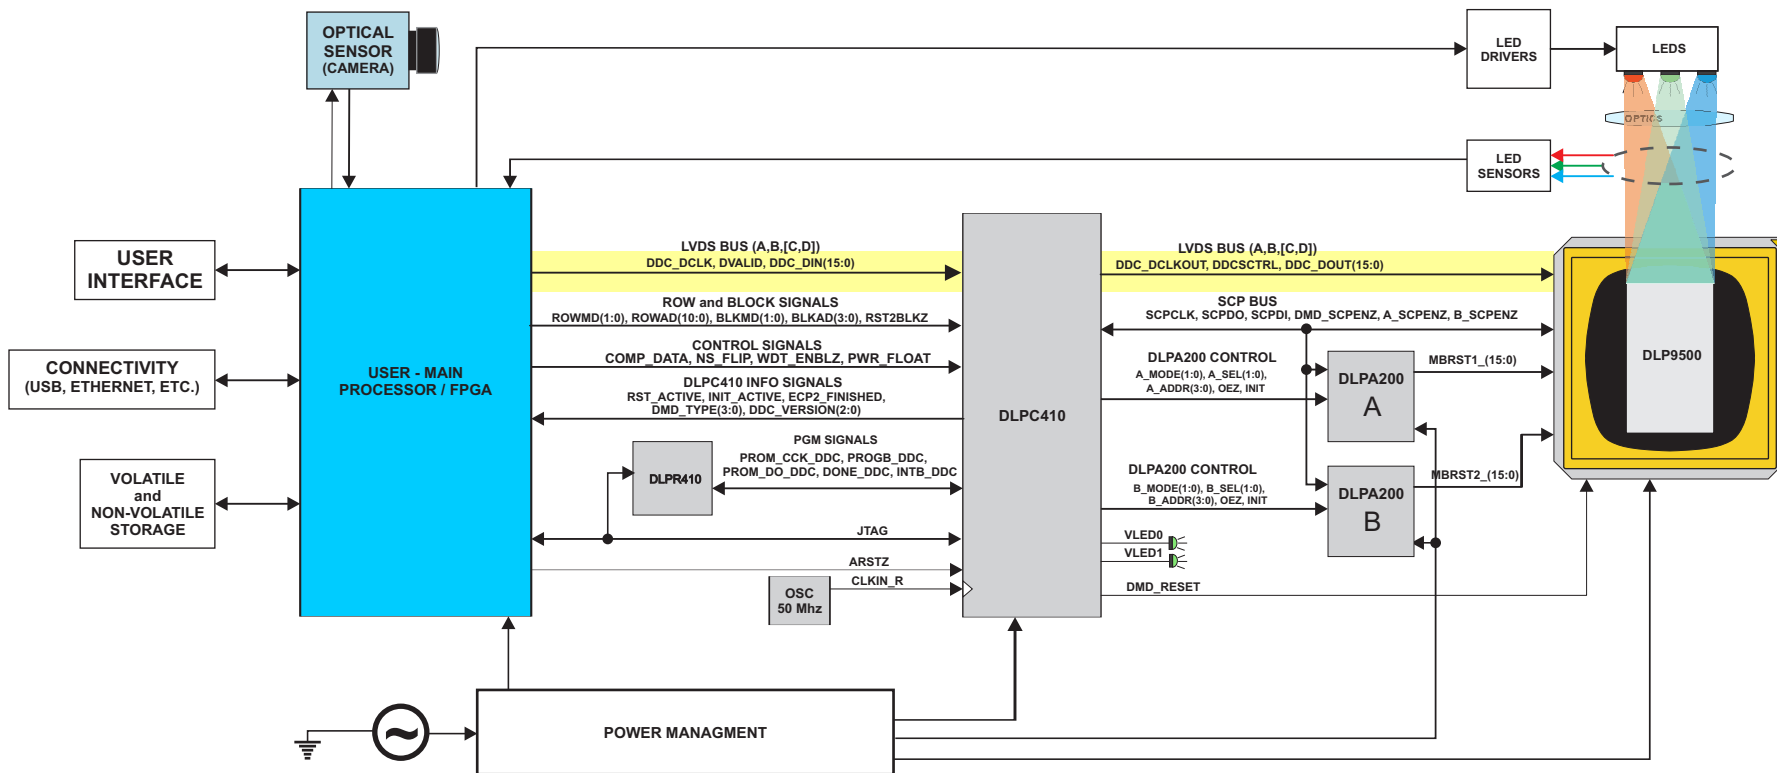 OPTICAL
SENSOR
(CAMERA)
LED
DRIVERS
LEDS
OPTICS
LED
SENSORS
USER
INTERFACE
CONNECTIVITY
(USB, ETHERNET, ETC.)
VOLATILE
and
NON-VOLATILE
STORAGE
USER - MAIN
PROCESSOR / FPGA
LVDS BUS (A,B,[C,D])
DDC_DCLK, DVALID, DDC_DIN(15:0)
ROW and BLOCK SIGNALS
ROWMD(1:0), ROWAD(10:0), BLKMD(1:0), BLKAD(3:0), RST2BLKZ
CONTROL SIGNALS
COMP_DATA, NS_FLIP, WDT_ENBLZ, PWR_FLOAT
DLPC410 INFO SIGNALS
RST_ACTIVE, INIT_ACTIVE, ECP2_FINISHED,
DMD_TYPE(3:0), DDC_VERSION(2:0)
PGM SIGNALS
PROM_CCK_DDC, PROGB_DDC,
PROM_DO_DDC, DONE_DDC, INTB_DDC
DLPR410
JTAG
ARSTZ
CLKIN_R
OSC
50 Mhz
DLPC410
LVDS BUS (A,B,[C,D])
DDC_DCLKOUT, DDCSCTRL, DDC_DOUT(15:0)
SCP BUS
SCPCLK, SCPDO, SCPDI, DMD_SCPENZ, A_SCPENZ, B_SCPENZ
DLPA200 CONTROL
A_MODE(1:0), A_SEL(1:0),
A_ADDR(3:0), OEZ, INIT
DLPA200
A
MBRST1_(15:0)
DLPA200 CONTROL
B_MODE(1:0), B_SEL(1:0),
B_ADDR(3:0), OEZ, INIT
DLPA200
B
MBRST2_(15:0)
VLED0
VLED1
DMD_RESET
DLP9500
POWER MANAGMENT